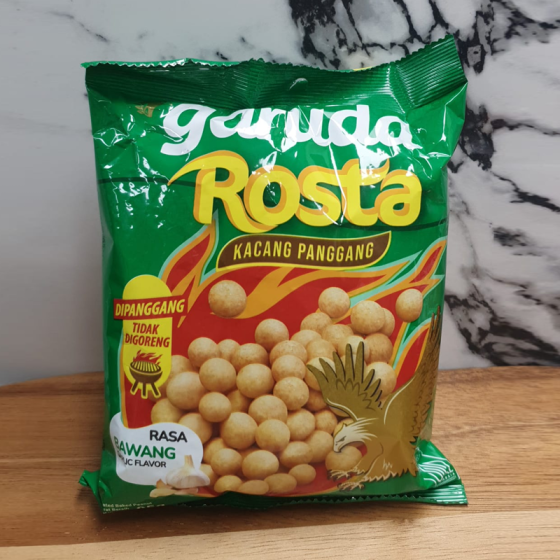 garuda
Rosta
KACANG PANGGANG
DIPANGGANG
TIDAK
DIGORENG
RASA
BAWANG
FLAVOR